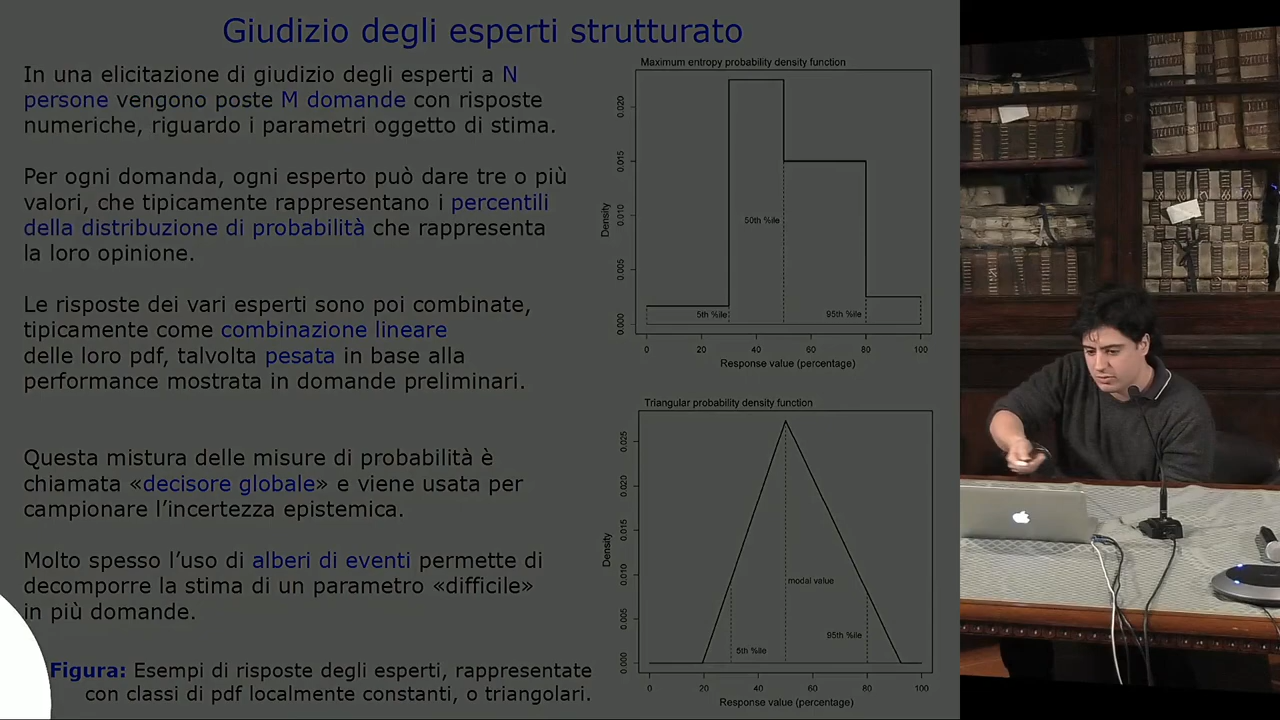 Giudizio degli esperti strutturato
In una elicitazione di giudizio degli esperti a N
persone vengono poste M domande con risposte
numeriche, riguardo i parametri oggetto di stima.
Per ogni domanda, ogni esperto può dare tre o più
valori, che tipicamente rappresentano i percentili
della distribuzione di probabilità che rappresenta
la loro opinione.
Le risposte dei vari esperti sono poi combinate,
tipicamente come combinazione lineare
delle loro pdf, talvolta pesata in base alla
performance mostrata in domande preliminari.
Questa mistura delle misure di probabilità è
chiamata «decisore globale» e viene usata per
campionare l'incertezza epistemica.
Molto spesso l'uso di alberi di eventi permette di
decomporre la stima di un parametro «difficile»
in più domande.
Figura: Esempi di risposte degli esperti, rappresentate
con classi di pdf localmente constanti, o triangolari.
Maximum entropy probability density function
Density
0.020
0.015
0.010
0.005
0.000
50th %ile
5th %ile
95th %ile
0 20 40 60 80 100
Response value (percentage)
Triangular probability density function
Density
0.025
0.020
0.015
0.010
0.005
0.000
modal value
95th %ile
5th %ile
0 20 40 60 80 100
Response value (percentage)